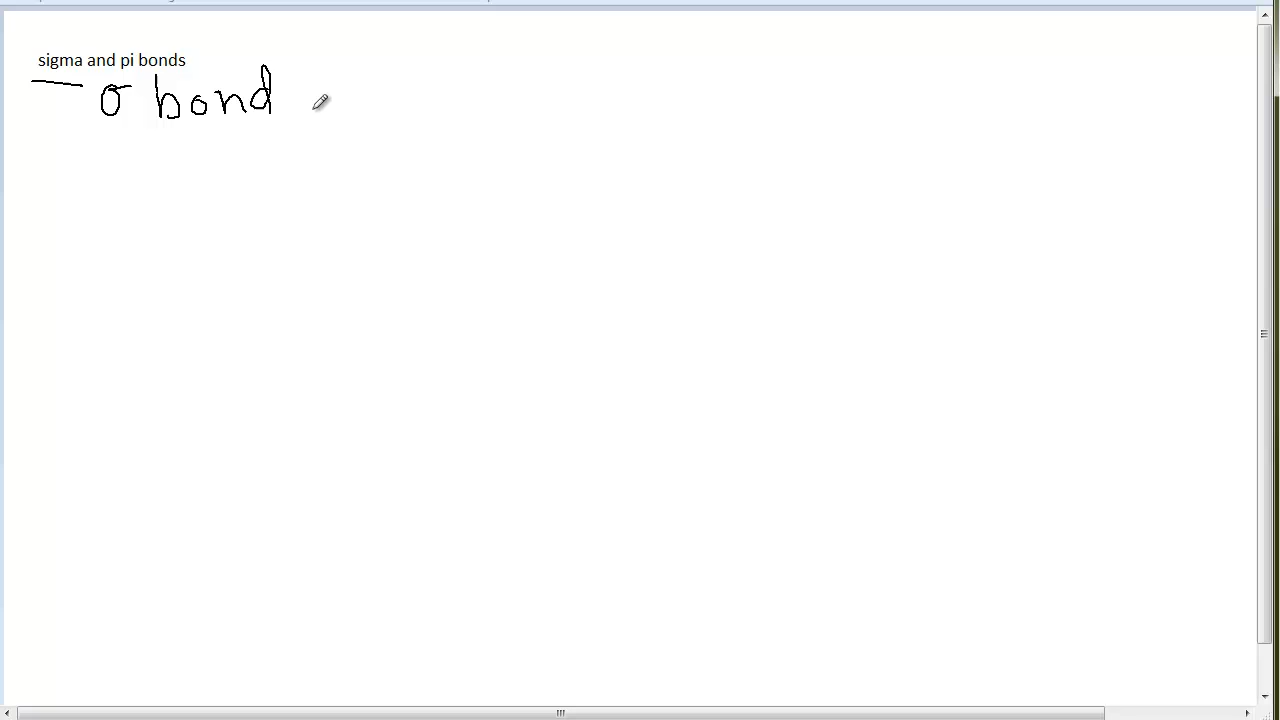 sigma and pi bonds
— σ bond